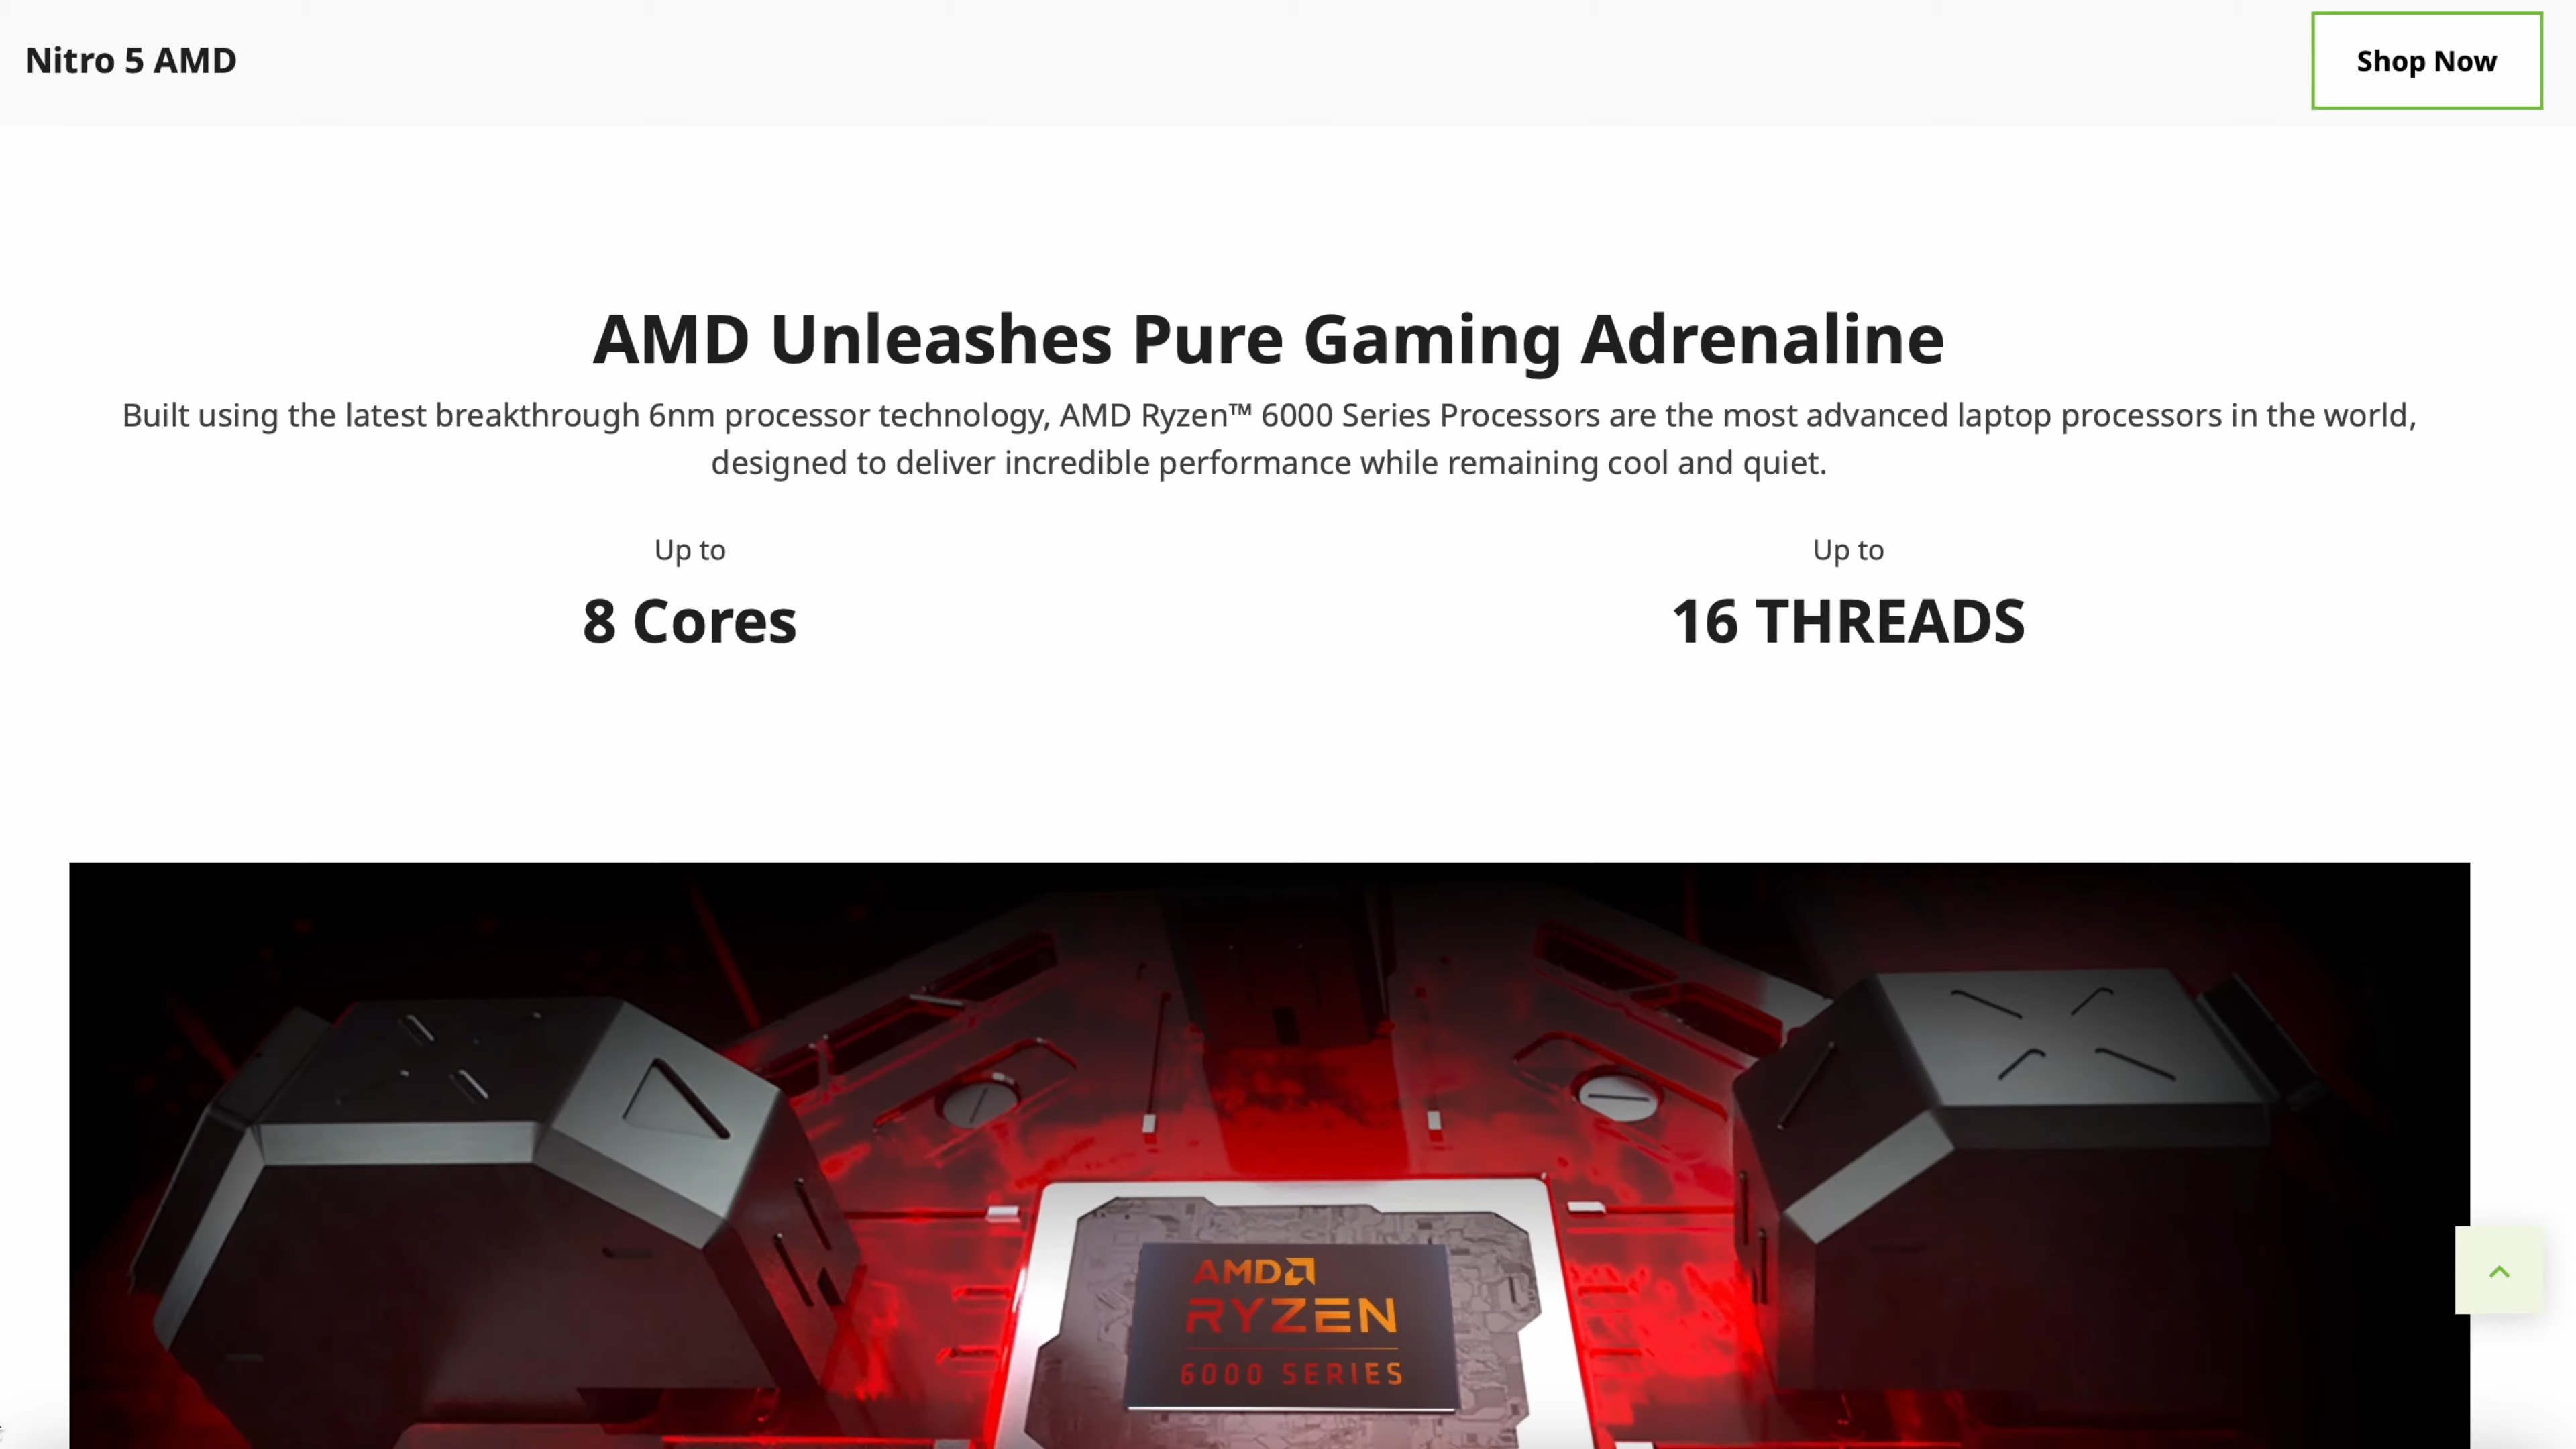 Nitro 5 AMD
Shop Now
AMD Unleashes Pure Gaming Adrenaline
Built using the latest breakthrough 6nm processor technology, AMD Ryzen™ 6000 Series Processors are the most advanced laptop processors in the world,
designed to deliver incredible performance while remaining cool and quiet.
Up to
8 Cores
Up to
16 THREADS
AMD
RYZEN
6000 SERIES